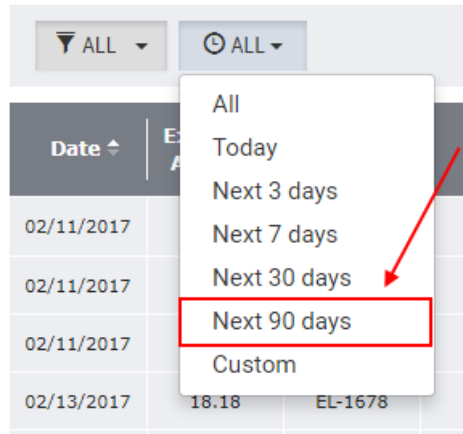 ALL ALL
All
Date
Today
Next 3 days
02/11/2017
Next 7 days
02/11/2017
Next 30 days
Next 90 days
02/11/2017
Custom
02/13/2017 18.18 EL-1678